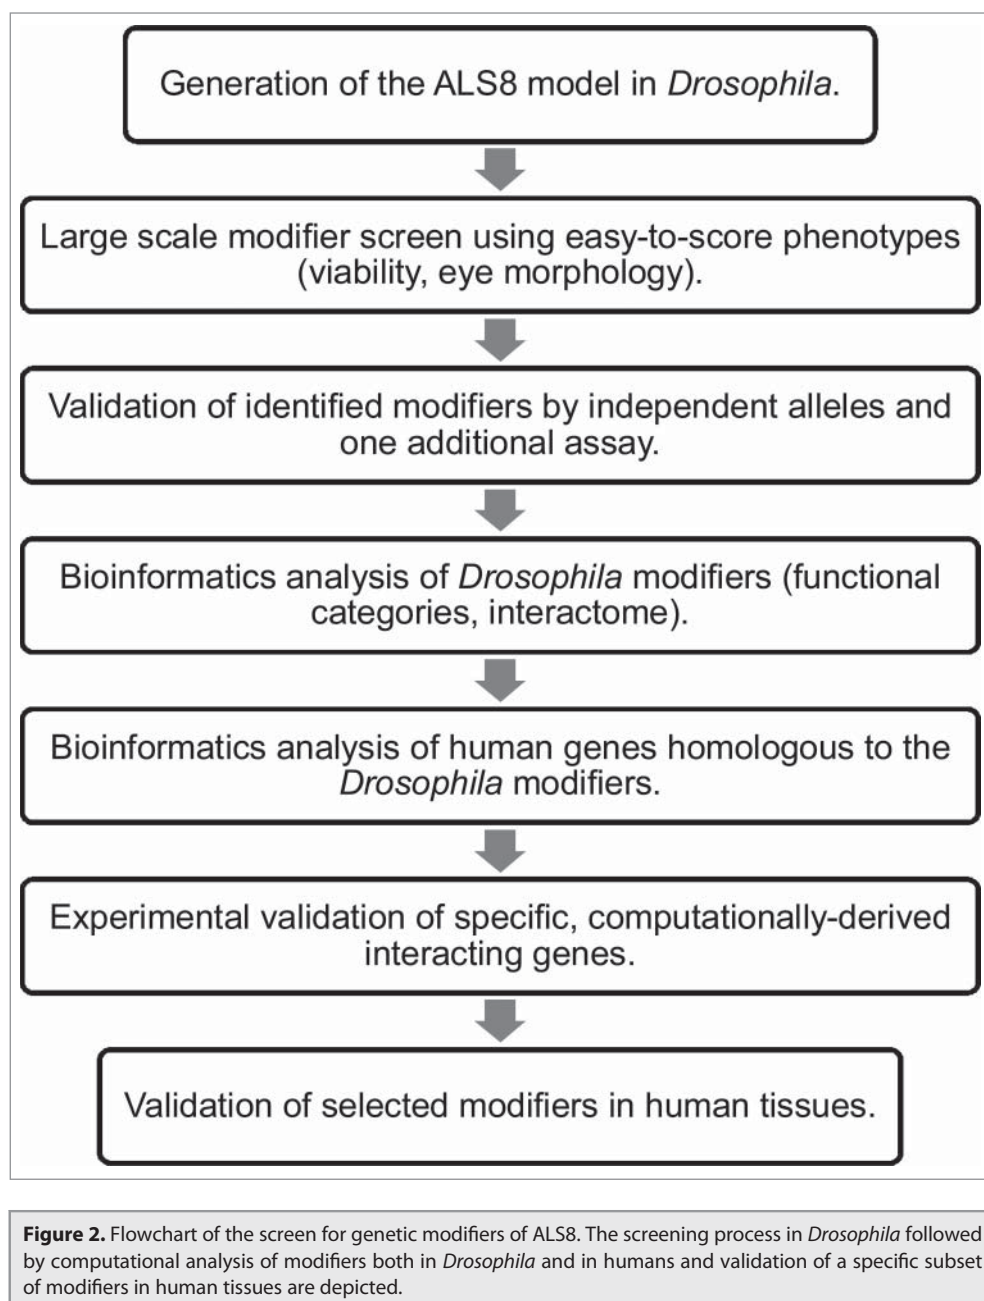 Generation of the ALS8 model in Drosophila.
Large scale modifier screen using easy-to-score phenotypes
(viability, eye morphology).
Validation of identified modifiers by independent alleles and
one additional assay.
Bioinformatics analysis of Drosophila modifiers (functional
categories, interactome).
Bioinformatics analysis of human genes homologous to the
Drosophila modifiers.
Experimental validation of specific, computationally-derived
interacting genes.
Validation of selected modifiers in human tissues.
Figure 2. Flowchart of the screen for genetic modifiers of ALS8. The screening process in Drosophila followed
by computational analysis of modifiers both in Drosophila and in humans and validation of a specific subset
of modifiers in human tissues are depicted.